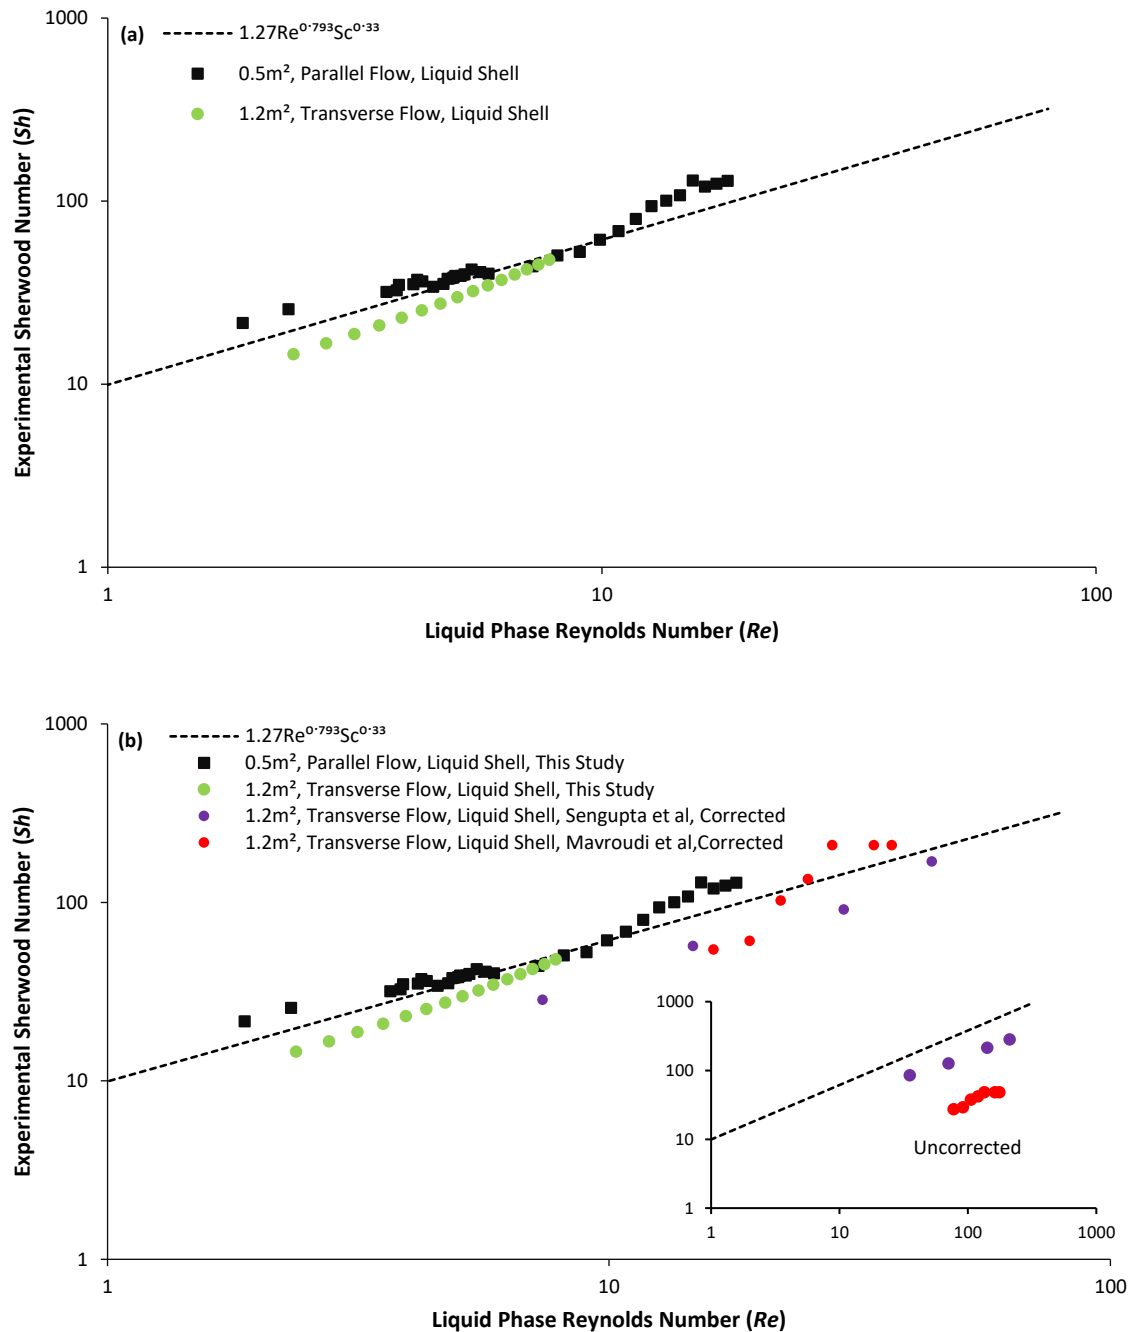 1000
(a)
1.27Re⁰·⁷⁹³Sc⁰·³³
0.5m², Parallel Flow, Liquid Shell
1.2m², Transverse Flow, Liquid Shell
100
10
1
1 10 100
Experimental Sherwood Number (Sh)
Liquid Phase Reynolds Number (Re)
1000
(b)
1.27Re⁰·⁷⁹³Sc⁰·³³
0.5m², Parallel Flow, Liquid Shell, This Study
1.2m², Transverse Flow, Liquid Shell, This Study
1.2m², Transverse Flow, Liquid Shell, Sengupta et al, Corrected
1.2m², Transverse Flow, Liquid Shell, Mavroudi et al,Corrected
100
10
1
1 10 100
Experimental Sherwood Number (Sh)
Liquid Phase Reynolds Number (Re)
1000
100
10
1
Uncorrected
1 10 100 1000